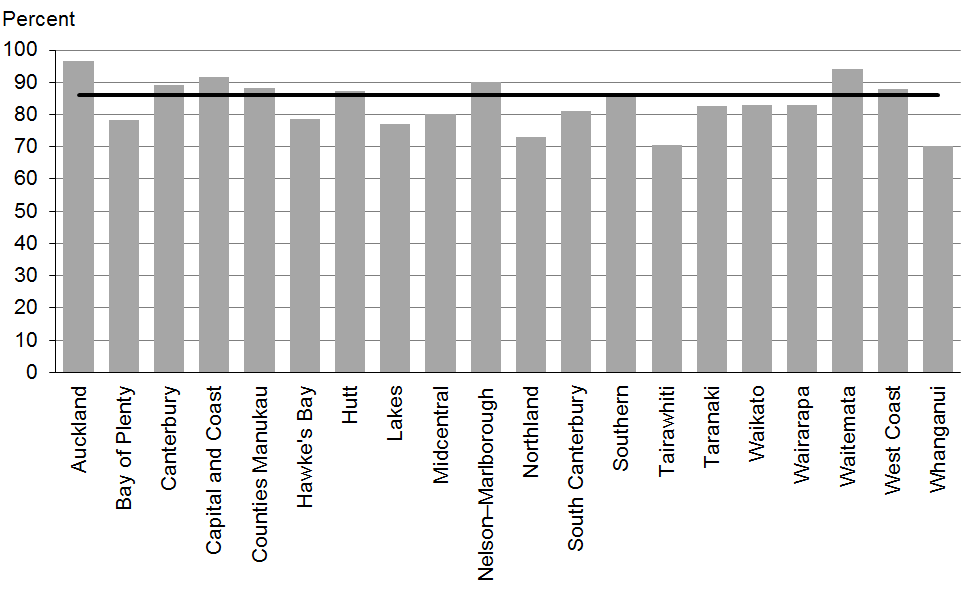 Percent
100
90
80
70
60
50
40
30
20
10
0
Auckland
Bay of Plenty
Canterbury
Capital and Coast
Counties Manukau
Hawke's Bay
Hutt
Lakes
Midcentral
Nelson–Marlborough
Northland
South Canterbury
Southern
Tairawhiti
Taranaki
Waikato
Wairarapa
Waitemata
West Coast
Whanganui